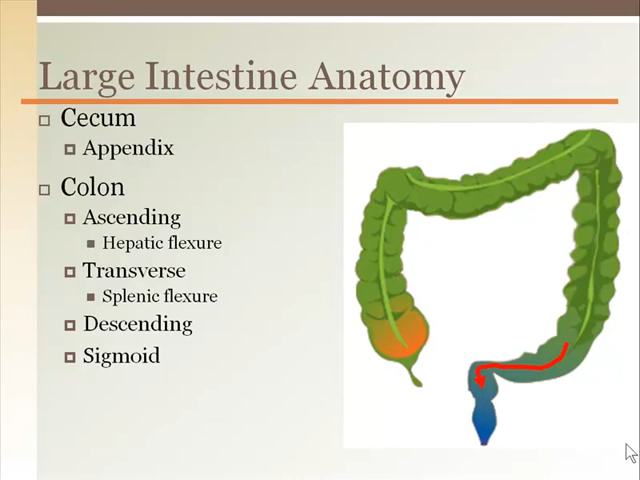 Large Intestine Anatomy
Cecum
Appendix
Colon
Ascending
Hepatic flexure
Transverse
Splenic flexure
Descending
Sigmoid